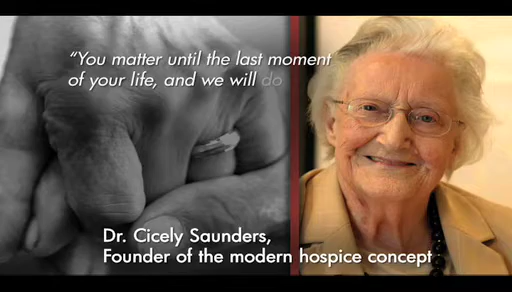 “You matter until the last moment
of your life, and we will do
Dr. Cicely Saunders,
Founder of the modern hospice concept